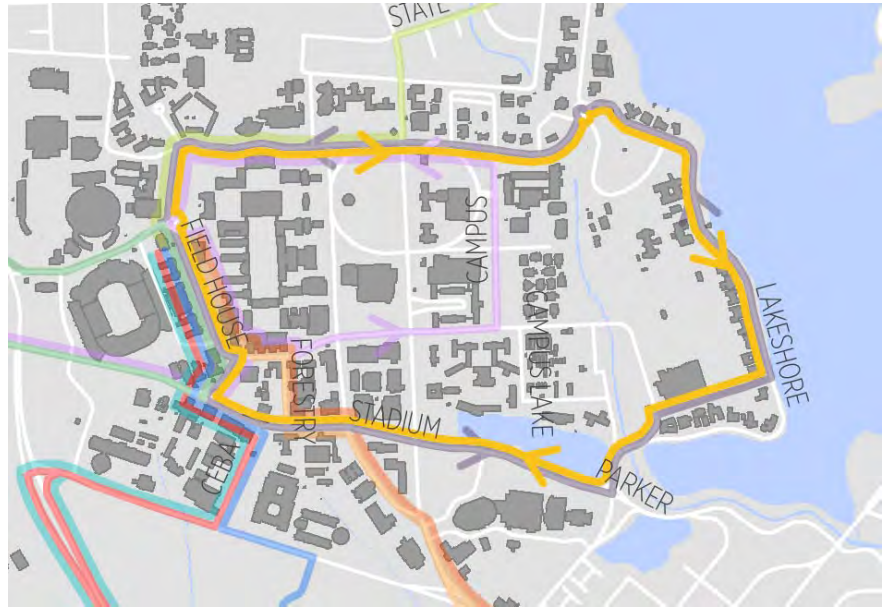 STATE
FIELD HOUSE
CAMPUS
CAMPUS LAKE
LAKESHORE
FORESTRY
STADIUM
CEBA
PARKER